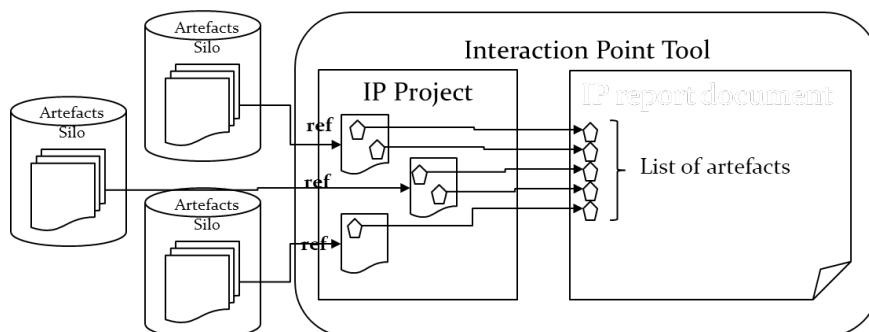 Artefacts
Silo
Interaction Point Tool
IP Project
IP report document
Artefacts
Silo
ref
List of artefacts
ref
Artefacts
Silo
ref